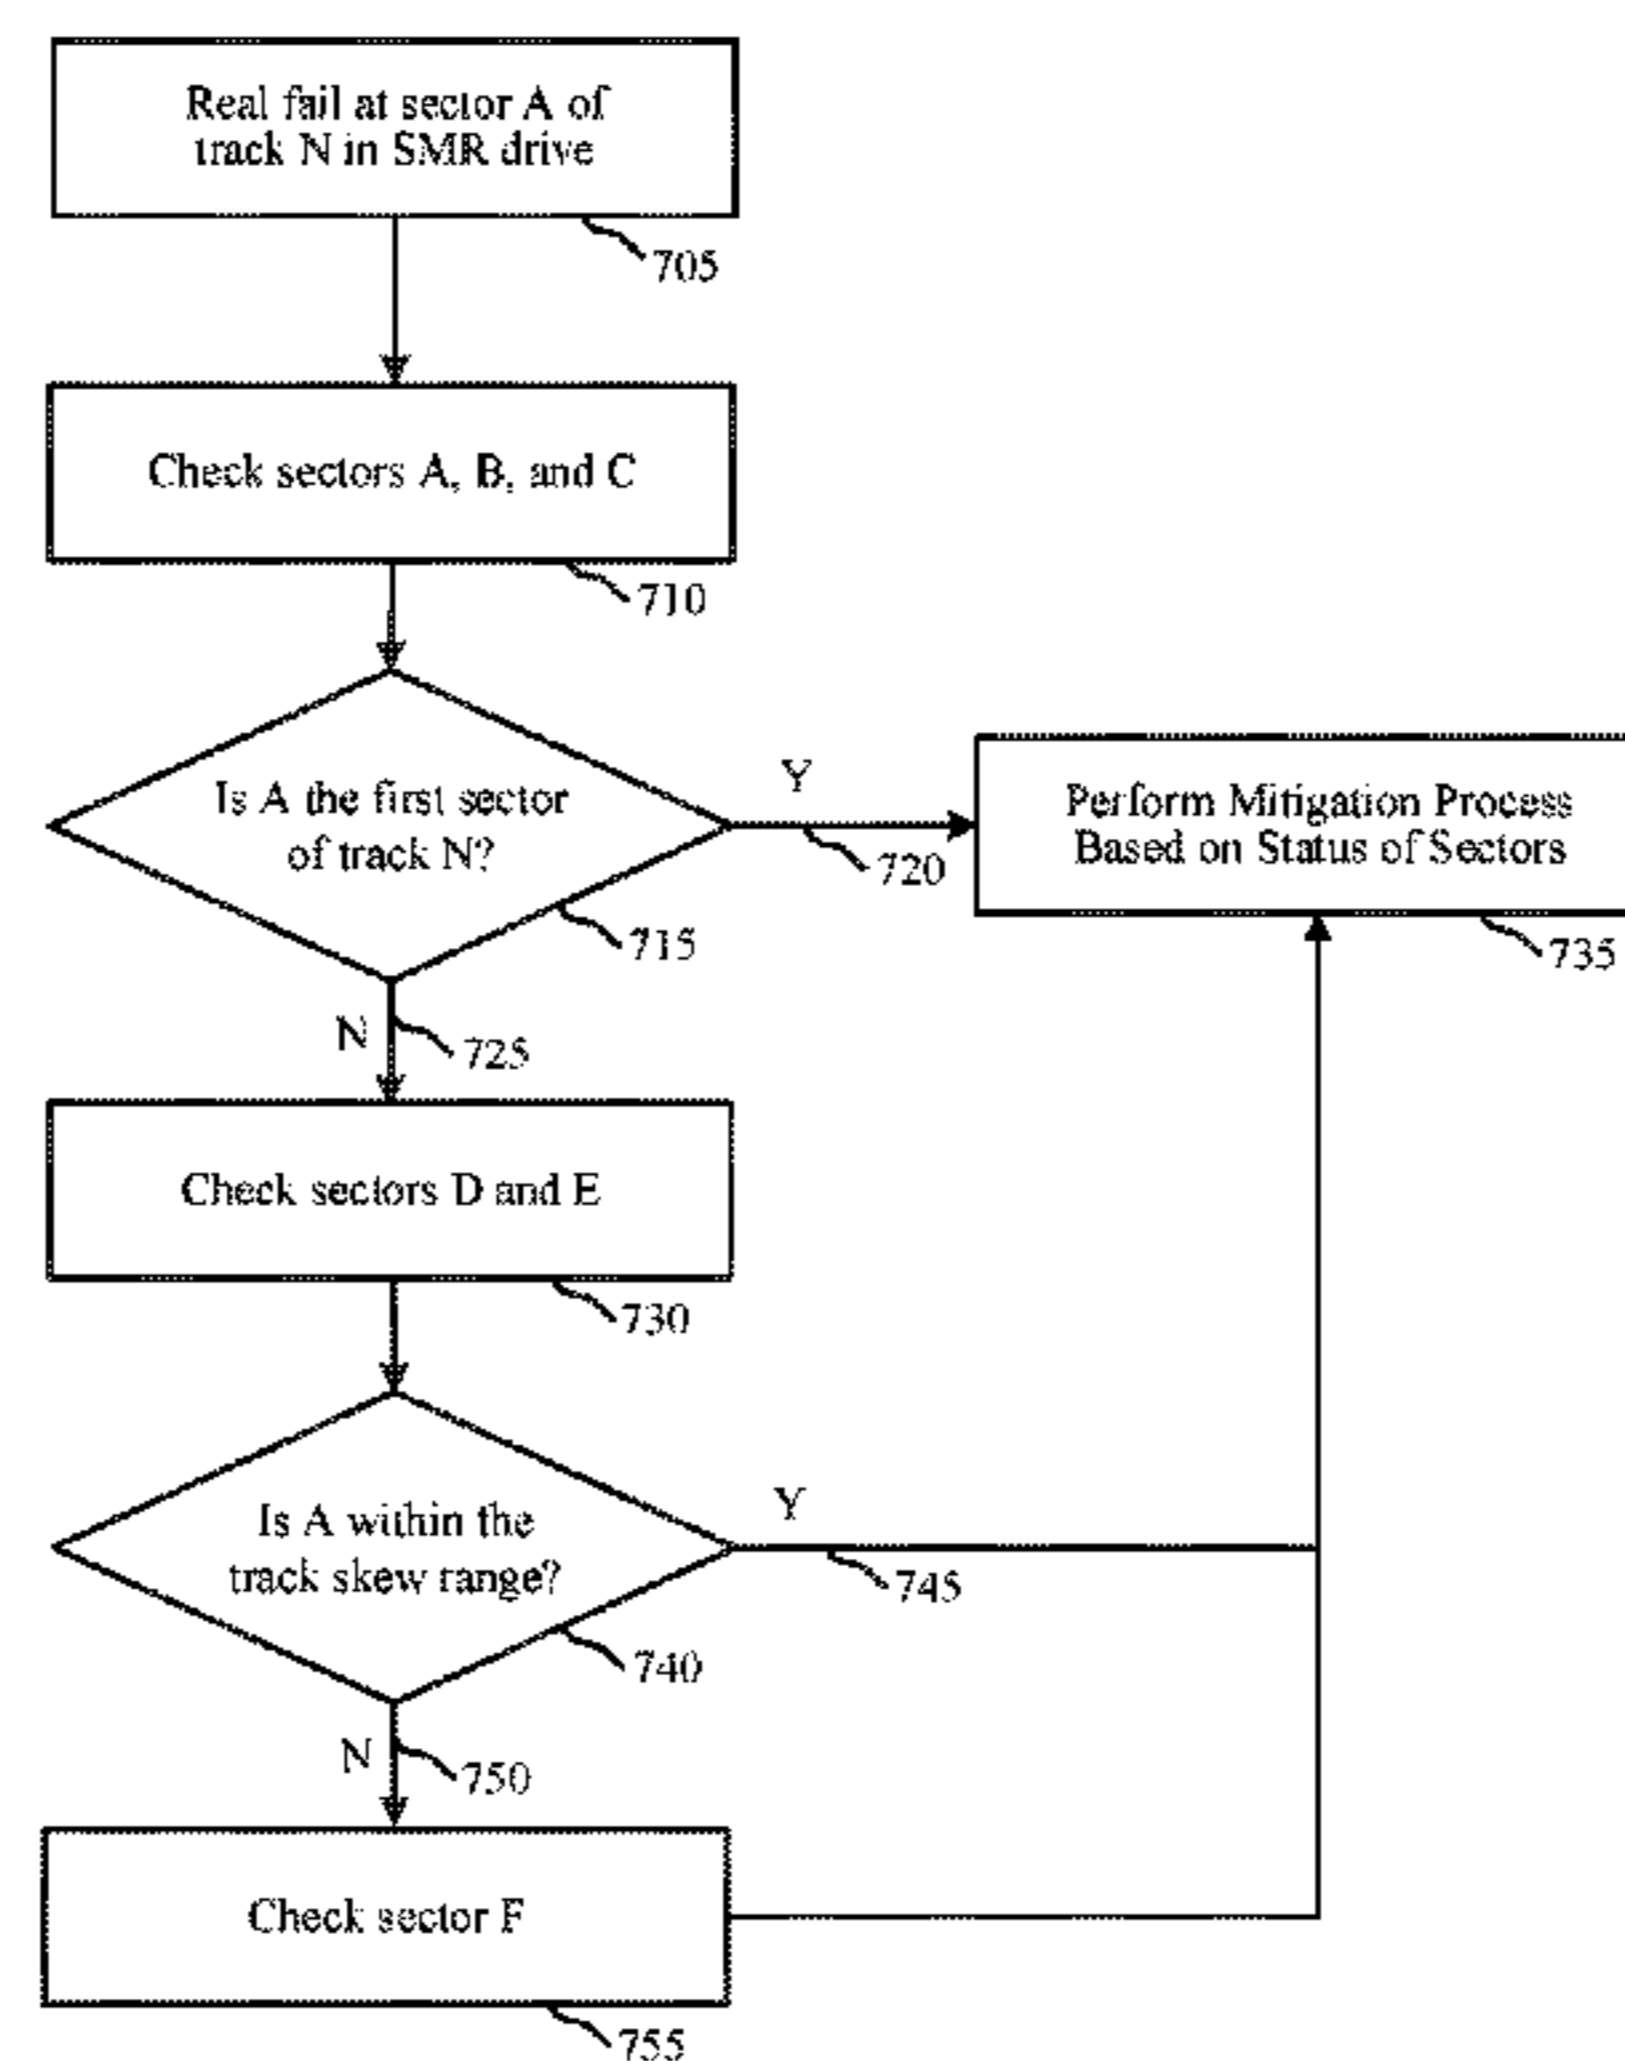 Real fail at sector A of
track N in SMR drive
705
Check sectors A, B, and C
710
Is A the first sector
of track N?
715
Y
720
Perform Mitigation Process
Based on Status of Sectors
735
N
725
Check sectors D and E
730
Is A within the
track skew range?
740
Y
745
N
750
Check sector F
755